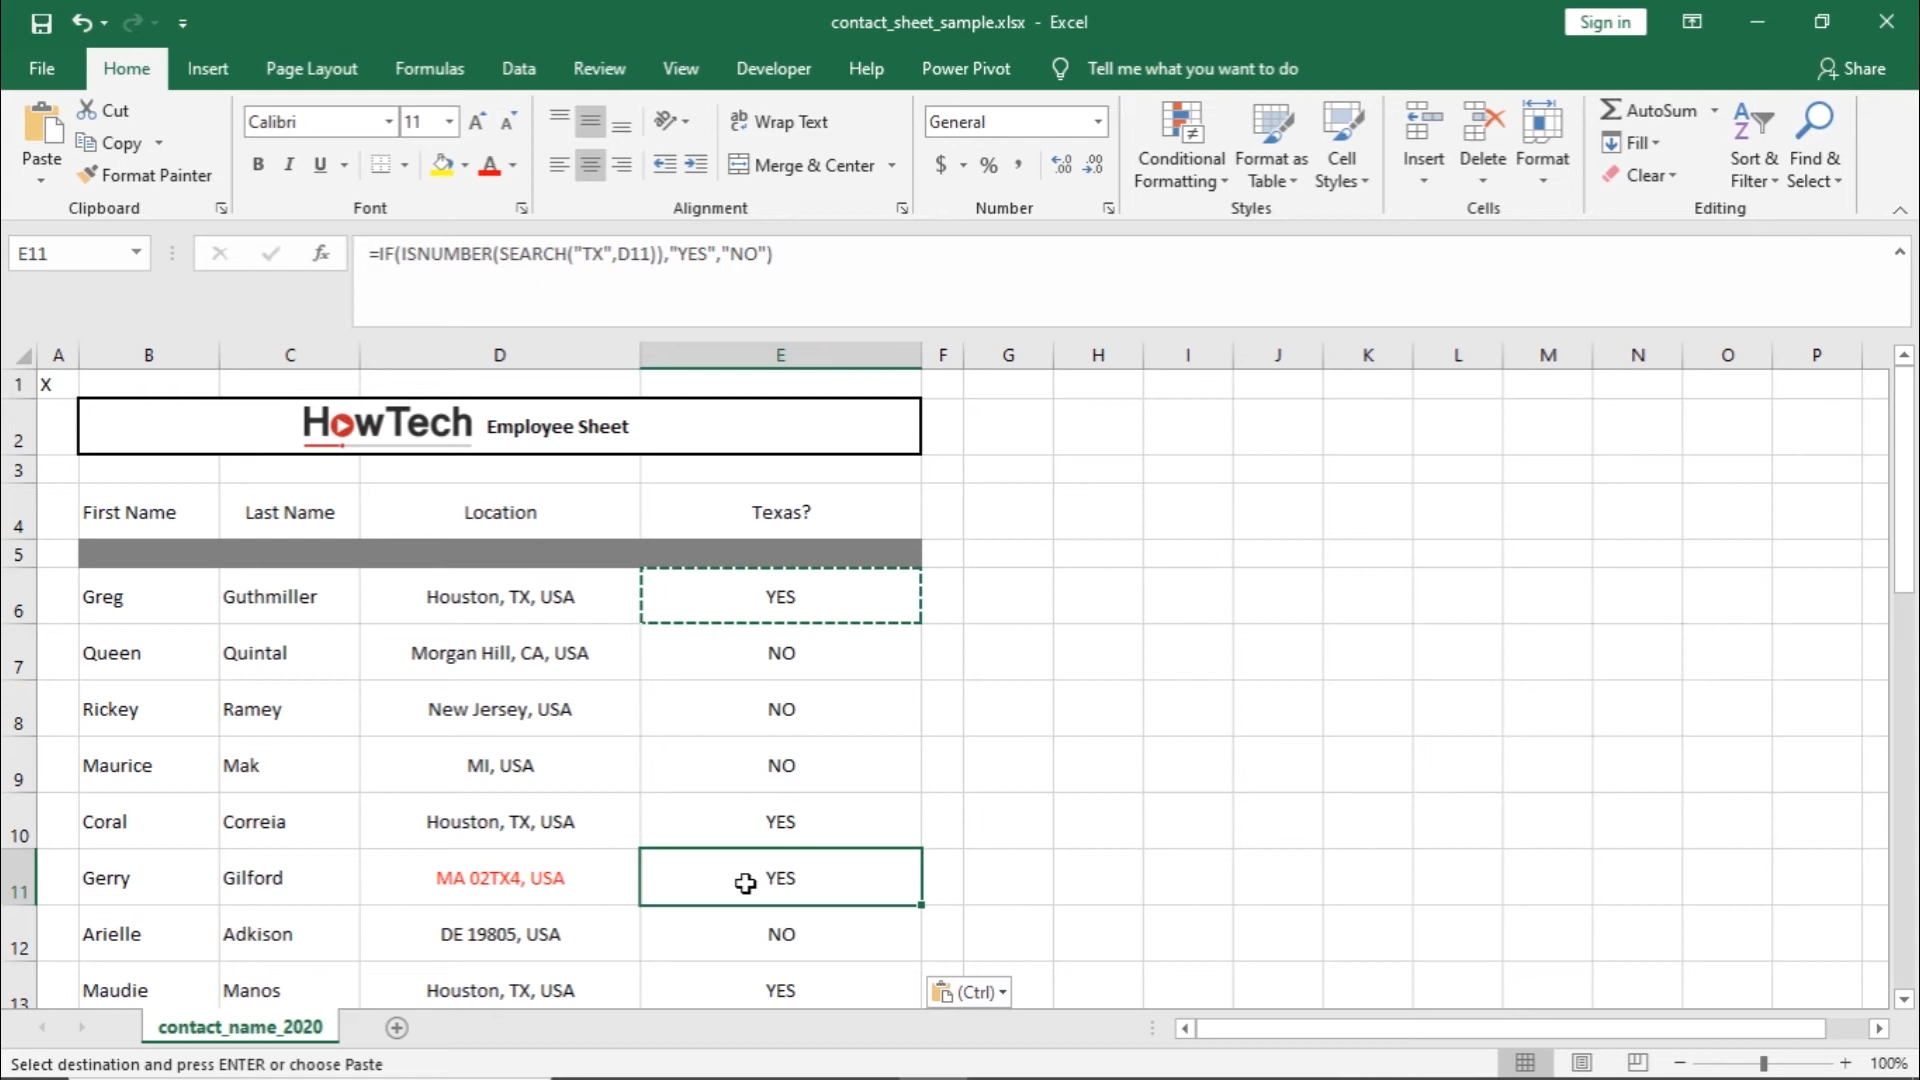 contact_sheet_sample.xlsx - Excel
Sign in
File Home Insert Page Layout Formulas Data Review View Developer Help Power Pivot Tell me what you want to do Share
Paste
Cut
Copy
Format Painter
Clipboard
Calibri 11
B I U A
Font
ab Wrap Text
Merge & Center
Alignment
General
$ % ,
Number
Conditional Formatting
Format as Table
Cell Styles
Styles
Insert
Delete
Format
Cells
AutoSum
Fill
Clear
Sort & Filter
Find & Select
Editing
E11 fx =IF(ISNUMBER(SEARCH("TX",D11)),"YES","NO")
A B C D E F G H I J K L M N O P
1 X
2 HowTech Employee Sheet
3
4 First Name Last Name Location Texas?
5
6 Greg Guthmiller Houston, TX, USA YES
7 Queen Quintal Morgan Hill, CA, USA NO
8 Rickey Ramey New Jersey, USA NO
9 Maurice Mak MI, USA NO
10 Coral Correia Houston, TX, USA YES
11 Gerry Gilford MA 02TX4, USA YES
12 Arielle Adkison DE 19805, USA NO
13 Maudie Manos Houston, TX, USA YES
(Ctrl)
contact_name_2020
Select destination and press ENTER or choose Paste
100%